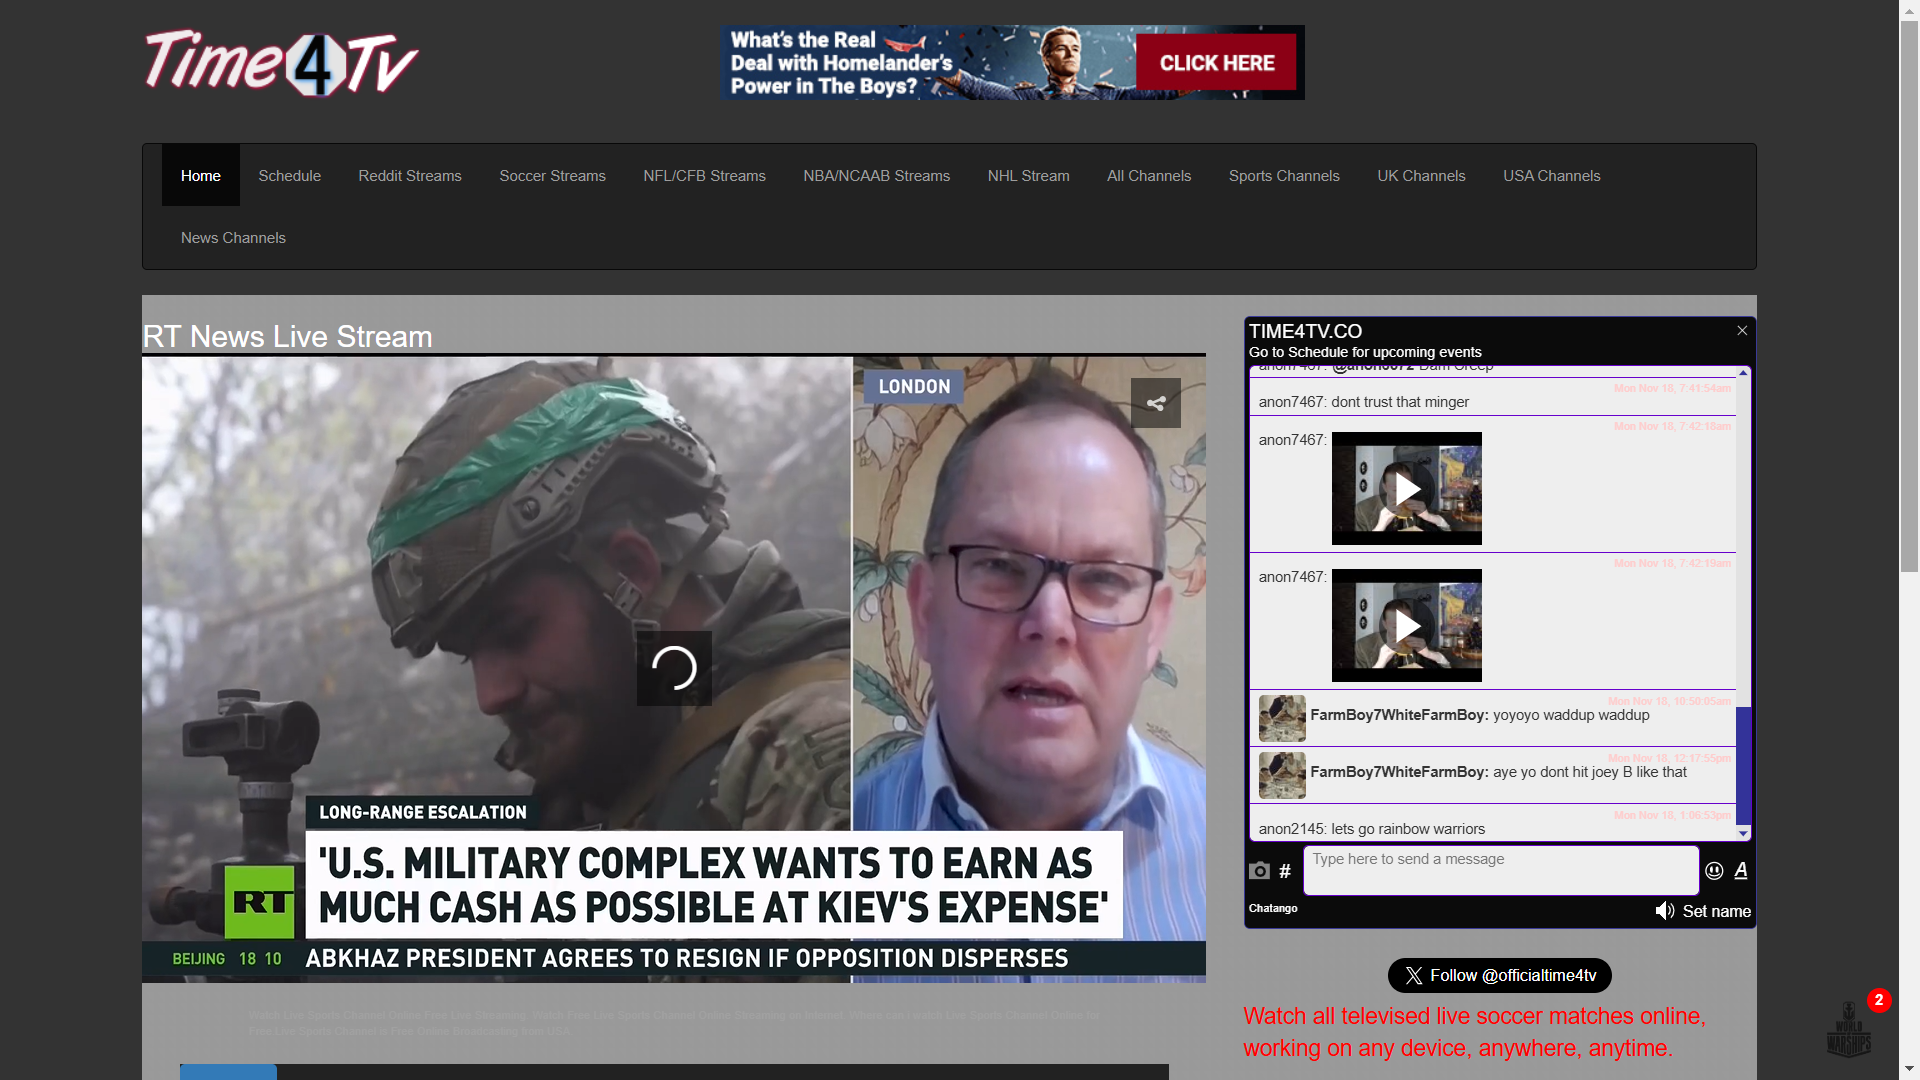 Time 4 Tv
What's the Real
Deal with Homelander's
Power in The Boys?
CLICK HERE
Home
Schedule
Reddit Streams
Soccer Streams
NFL/CFB Streams
NBA/NCAAB Streams
NHL Stream
All Channels
Sports Channels
UK Channels
USA Channels
News Channels
RT News Live Stream
LONDON
LONG-RANGE ESCALATION
'U.S. MILITARY COMPLEX WANTS TO EARN AS
MUCH CASH AS POSSIBLE AT KIEV'S EXPENSE'
RT
BEIJING 18 10
ABKHAZ PRESIDENT AGREES TO RESIGN IF OPPOSITION DISPERSES
TIME4TV.CO
Go to Schedule for upcoming events
Mon Nov 18, 7:41:54am
anon7467: dont trust that minger
Mon Nov 18, 7:42:18am
anon7467:
Mon Nov 18, 7:42:19am
anon7467:
Mon Nov 18, 10:50:05am
FarmBoy7WhiteFarmBoy: yoyoyo waddup waddup
Mon Nov 18, 12:17:55pm
FarmBoy7WhiteFarmBoy: aye yo dont hit joey B like that
Mon Nov 18, 1:06:53pm
anon2145: lets go rainbow warriors
#
Type here to send a message
A
Chatango
Set name
Follow @officialtime4tv
Watch all televised live soccer matches online,
working on any device, anywhere, anytime.
2
WORLD
WARSHIPS